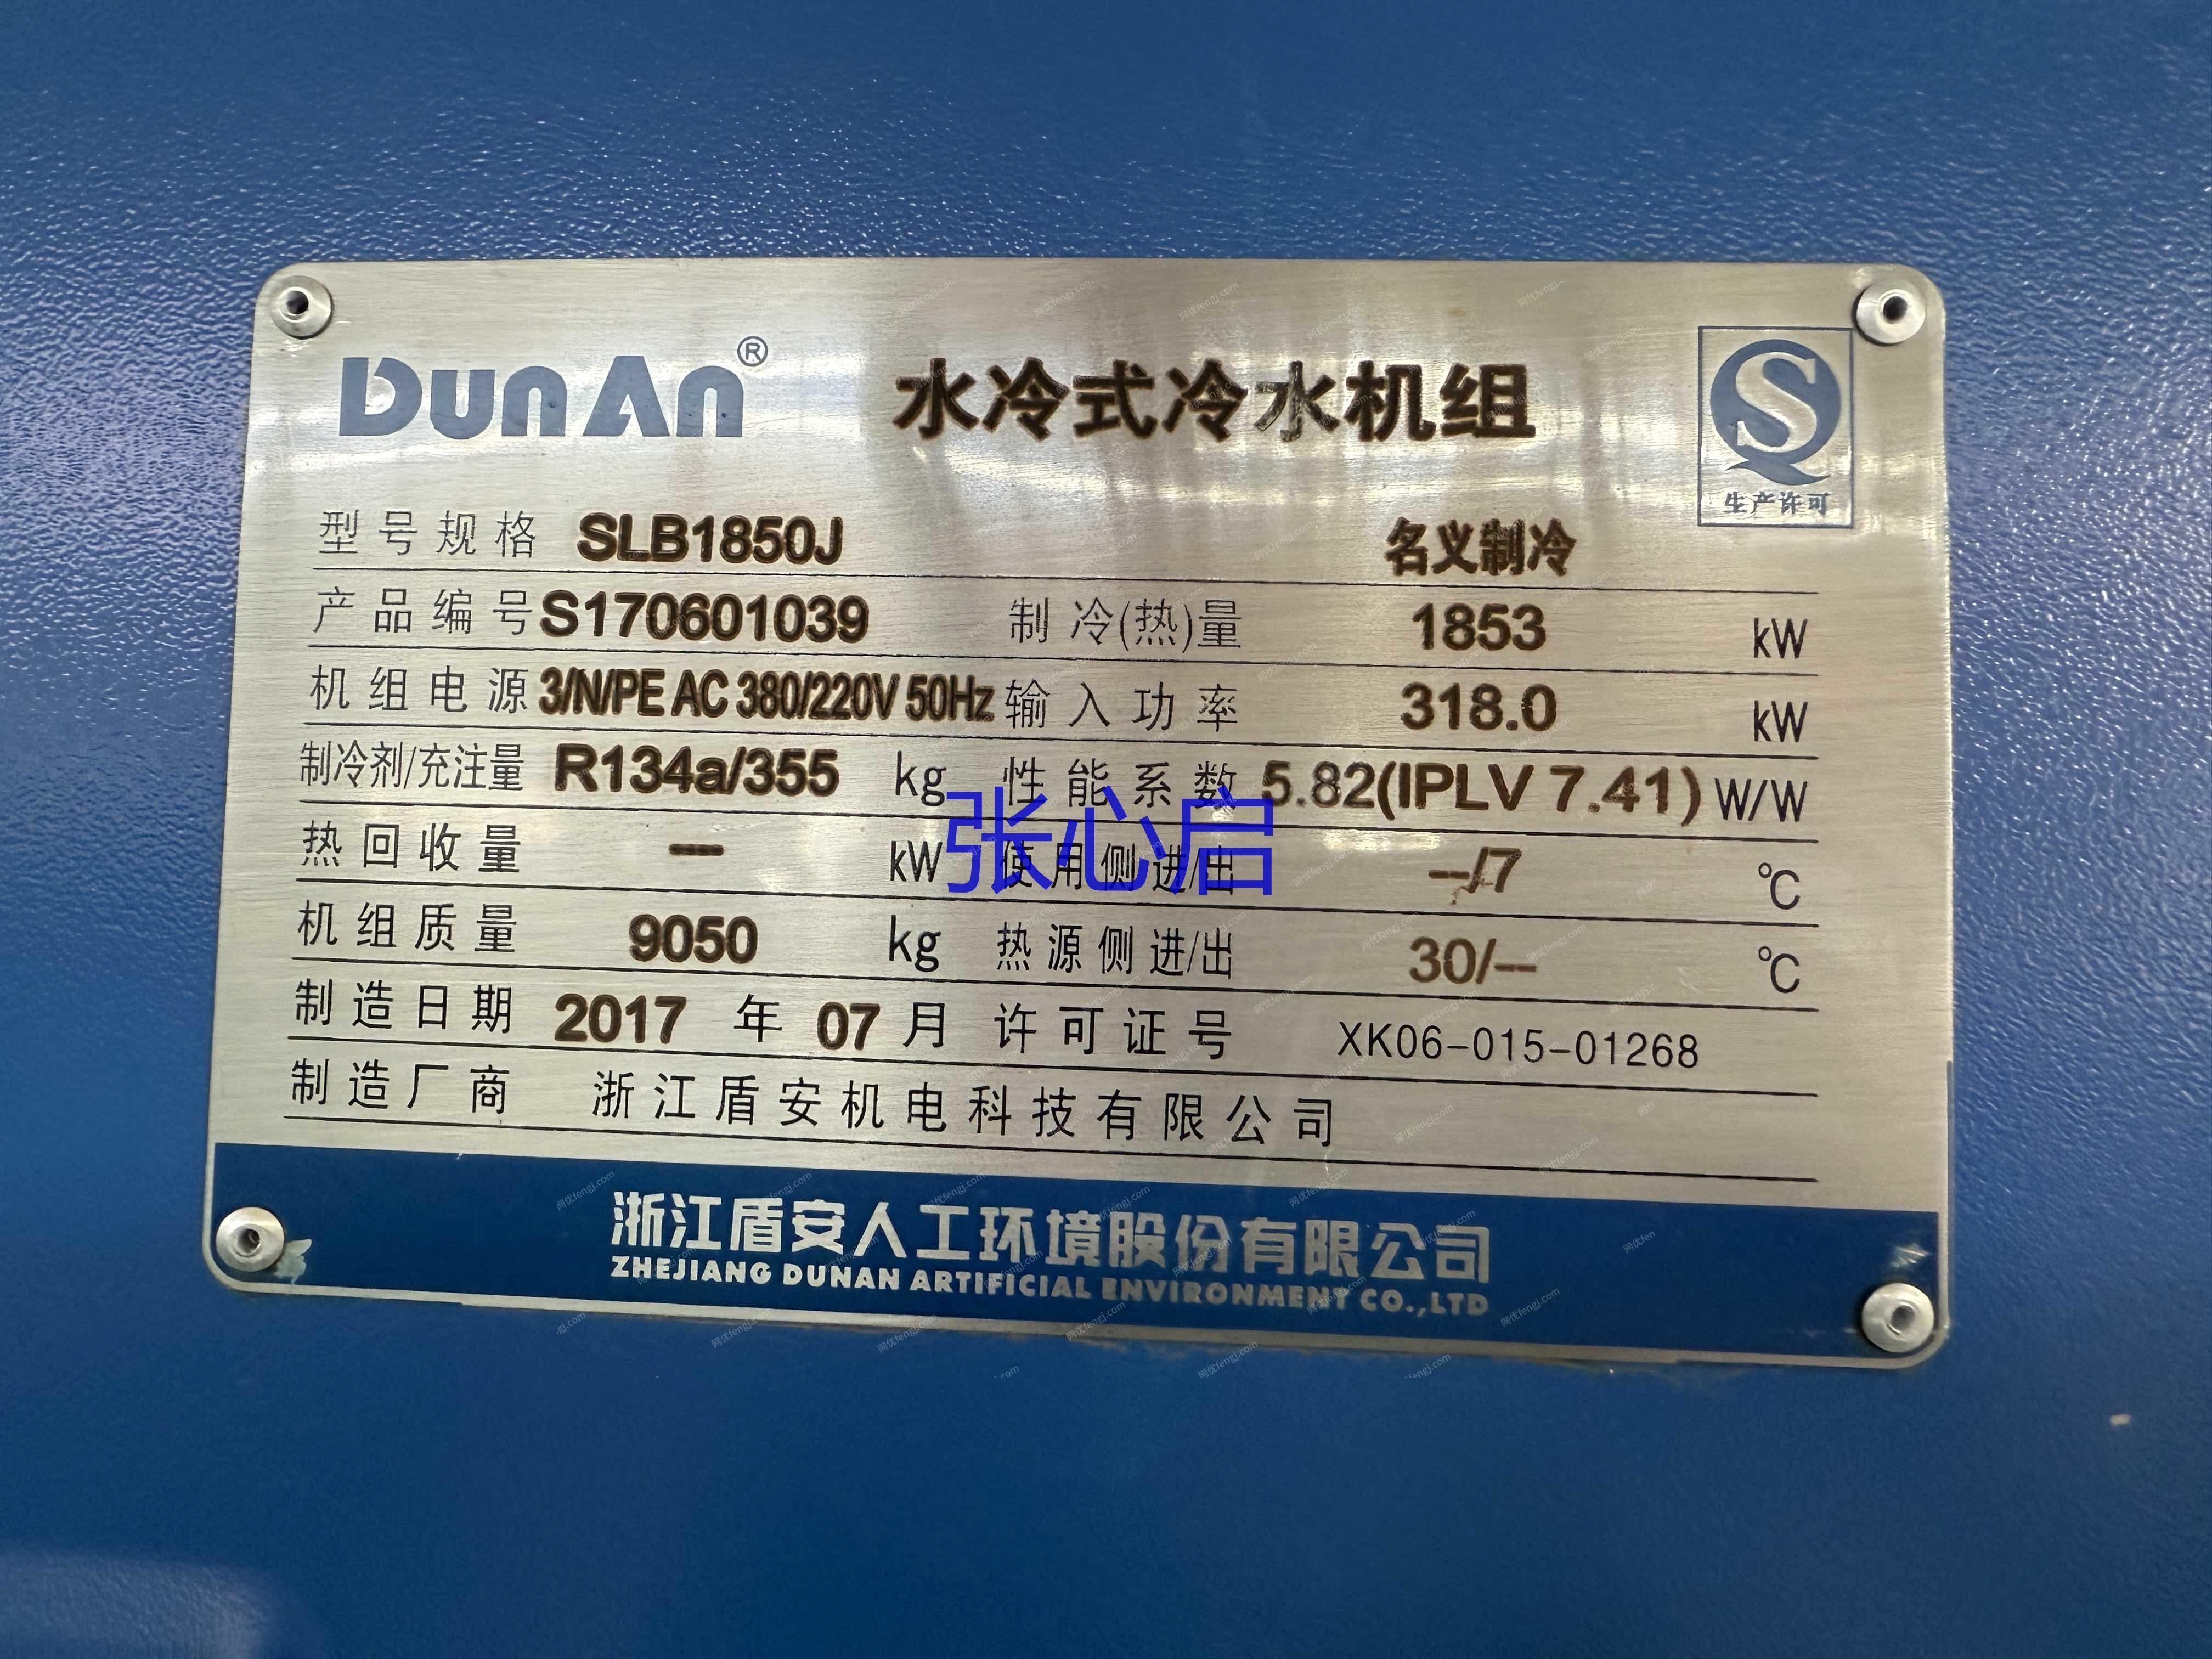 DunAn® 水冷式冷水机组
生产许可
型号规格 SLB1850J 名义制冷
产品编号 S170601039 制冷(热)量 1853 kW
机组电源 3/N/PE AC 380/220V 50Hz 输入功率 318.0 kW
制冷剂/充注量 R134a/355 kg 性能系数 5.82(IPLV 7.41) W/W
张心启
热回收量 — kW 使用侧进/出 --/7 ℃
机组质量 9050 kg 热源侧进/出 30/-- ℃
制造日期 2017 年 07 月 许可证号 XK06-015-01268
制造厂商 浙江盾安机电科技有限公司
浙江盾安人工环境股份有限公司
ZHEJIANG DUNAN ARTIFICIAL ENVIRONMENT CO.,LTD